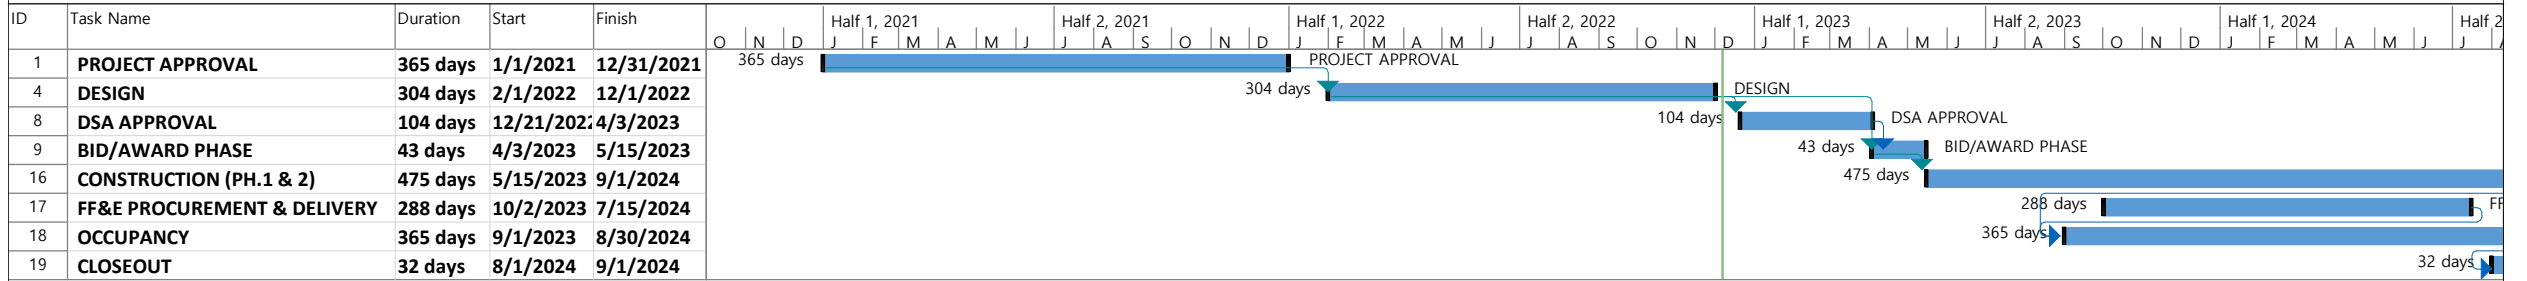 ID Task Name Duration Start Finish Half 1, 2021 Half 2, 2021 Half 1, 2022 Half 2, 2022 Half 1, 2023 Half 2, 2023 Half 1, 2024 Half 2
O N D J F M A M J J A S O N D J F M A M J J A S O N D J F M A M J J A S O N D J F M A M J J A
1 PROJECT APPROVAL 365 days 1/1/2021 12/31/2021 365 days PROJECT APPROVAL
4 DESIGN 304 days 2/1/2022 12/1/2022 304 days DESIGN
8 DSA APPROVAL 104 days 12/21/2022 4/3/2023 104 days DSA APPROVAL
9 BID/AWARD PHASE 43 days 4/3/2023 5/15/2023 43 days BID/AWARD PHASE
16 CONSTRUCTION (PH.1 & 2) 475 days 5/15/2023 9/1/2024 475 days
17 FF&E PROCUREMENT & DELIVERY 288 days 10/2/2023 7/15/2024 288 days FF
18 OCCUPANCY 365 days 9/1/2023 8/30/2024 365 days
19 CLOSEOUT 32 days 8/1/2024 9/1/2024 32 days